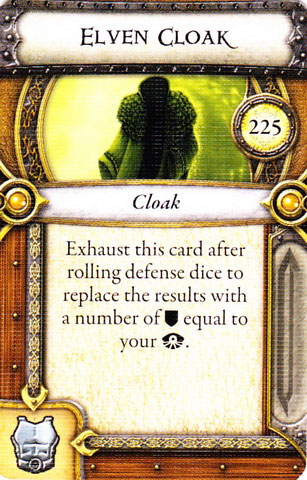 ELVEN CLOAK
225
Cloak
Exhaust this card after
rolling defense dice to
replace the results with
a number of equal to
your .